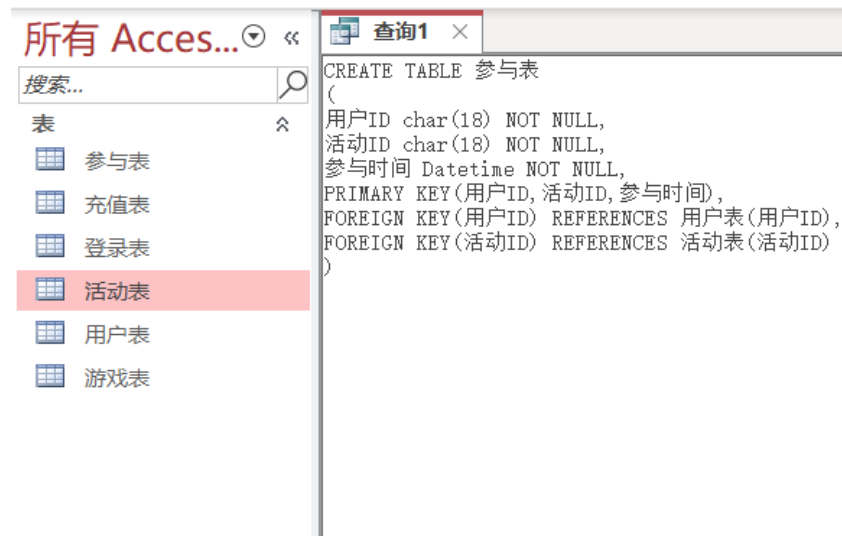 所有 Acces...
搜索...
表
参与表
充值表
登录表
活动表
用户表
游戏表
查询1
CREATE TABLE 参与表
(
用户ID char(18) NOT NULL,
活动ID char(18) NOT NULL,
参与时间 Datetime NOT NULL,
PRIMARY KEY(用户ID,活动ID,参与时间),
FOREIGN KEY(用户ID) REFERENCES 用户表(用户ID),
FOREIGN KEY(活动ID) REFERENCES 活动表(活动ID)
)